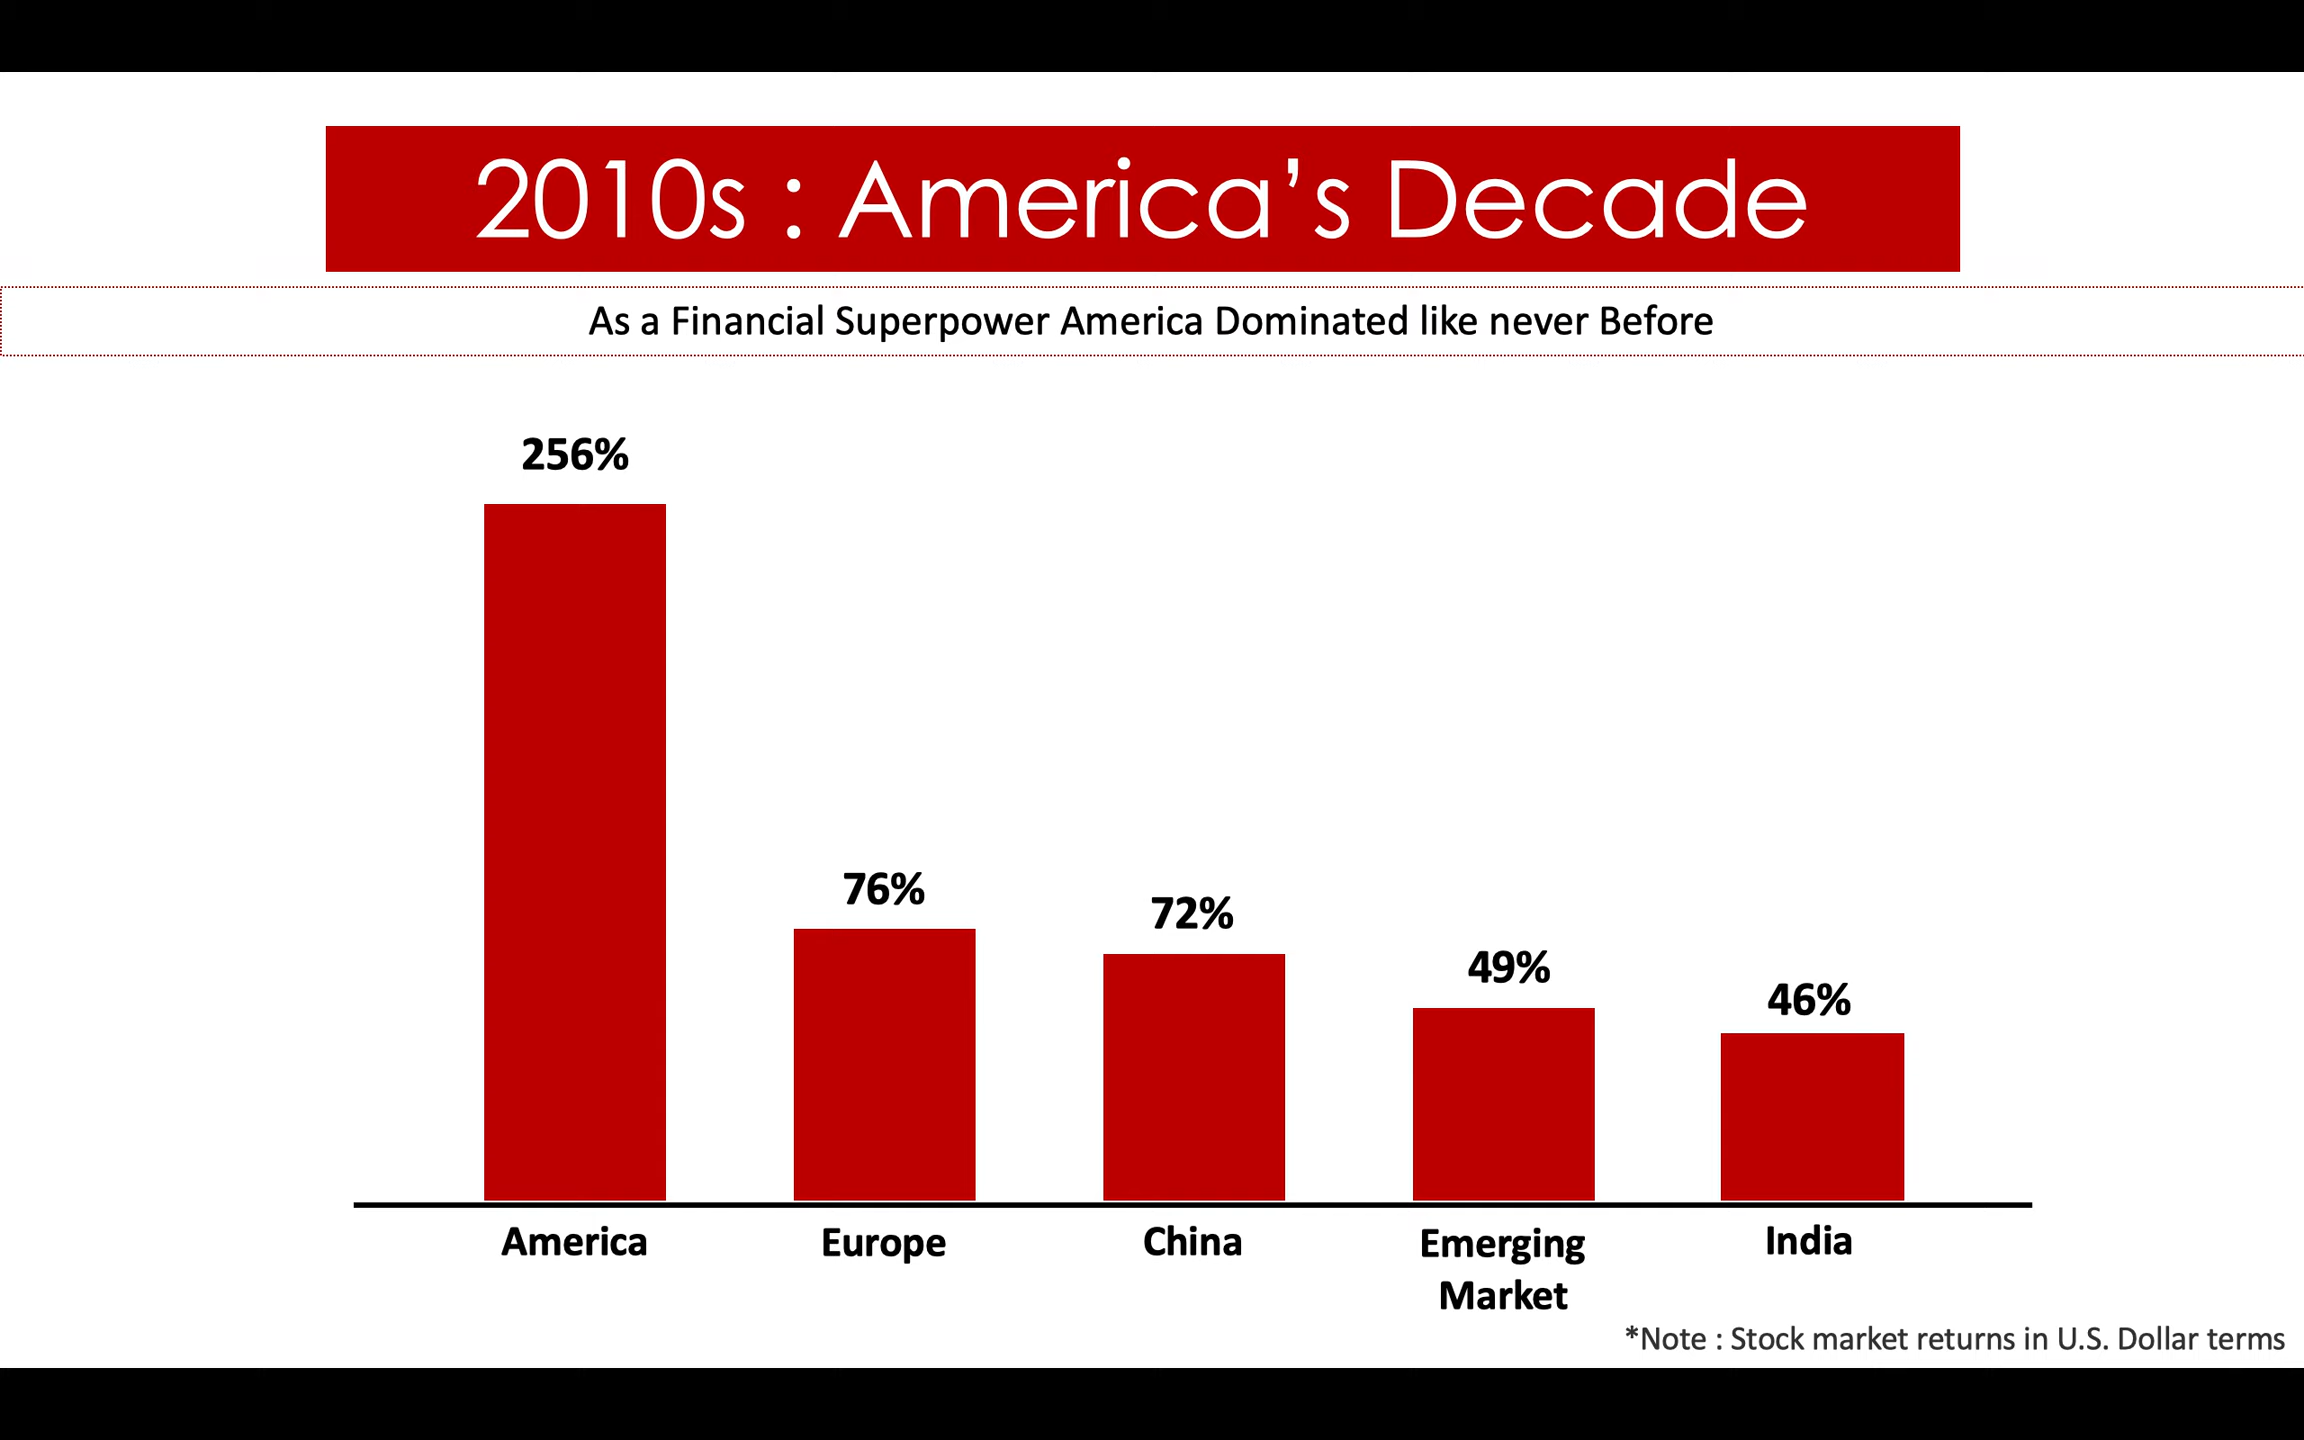 2010s : America’s Decade
As a Financial Superpower America Dominated like never Before
256%
76%
72%
49%
46%
America
Europe
China
Emerging
Market
India
*Note : Stock market returns in U.S. Dollar terms